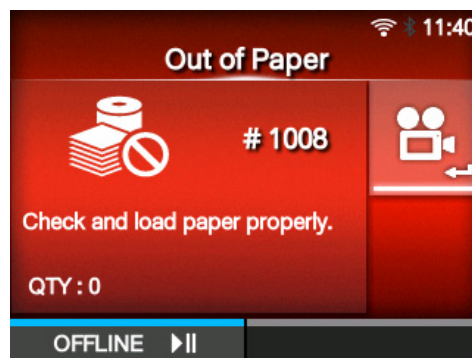 11:40
Out of Paper
# 1008
Check and load paper properly.
QTY : 0
OFFLINE